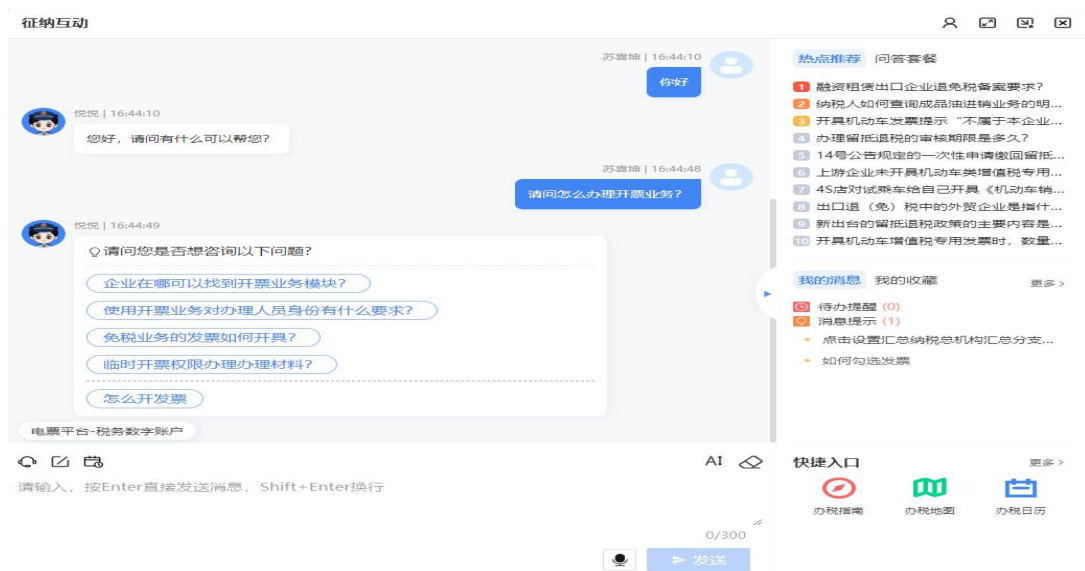 征纳互动
苏喜坤 | 16:44:10
你好
悦悦 | 16:44:10
您好，请问有什么可以帮您？
苏喜坤 | 16:44:48
请问怎么办理开票业务？
悦悦 | 16:44:49
请问您是否想咨询以下问题？
企业在哪可以找到开票业务模块？
使用开票业务对办理人员身份有什么要求？
免税业务的发票如何开具？
临时开票权限办理办理材料？
怎么开发票
电票平台-税务数字账户
AI
请输入，按Enter直接发送消息，Shift+Enter换行
0/300
发送
热点推荐 问答套餐
1 融资租赁出口企业退免税备案要求？
2 纳税人如何查询成品油进销业务的明...
3 开具机动车发票提示“不属于本企业...
4 办理留抵退税的审核期限是多久？
5 14号公告规定的一次性申请缴回留抵...
6 上游企业未开具机动车类增值税专用...
7 4S店对试乘车给自己开具《机动车销...
8 出口退（免）税中的外贸企业是指什...
9 新出台的留抵退税政策的主要内容是...
10 开具机动车增值税专用发票时，数量...
我的消息 我的收藏 更多>
待办提醒 (0)
消息提示 (1)
点击设置汇总纳税总机构汇总分支...
如何勾选发票
快捷入口 更多>
办税指南 办税地图 办税日历